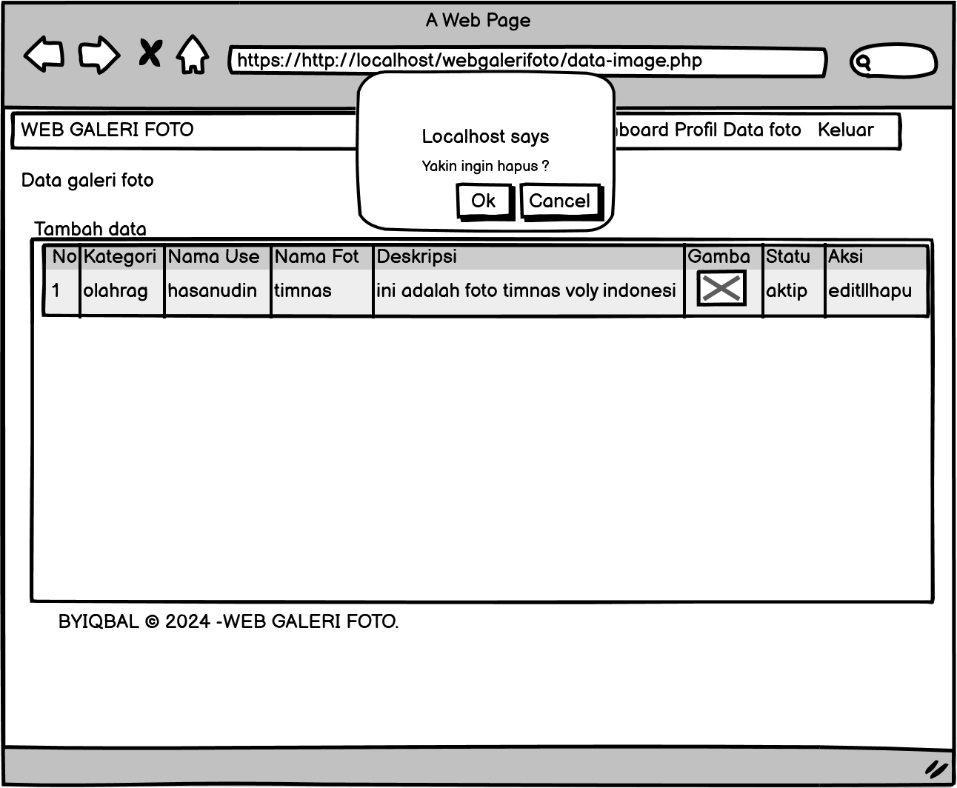 A Web Page
https://http://localhost/webgalerifoto/data-image.php
WEB GALERI FOTO
board Profil Data foto Keluar
Localhost says
Yakin ingin hapus ?
Ok Cancel
Data galeri foto
Tambah data
No Kategori Nama Use Nama Fot Deskripsi Gamba Statu Aksi
1 olahrag hasanudin timnas ini adalah foto timnas voly indonesi aktip editllhapu
BYIQBAL © 2024 -WEB GALERI FOTO.